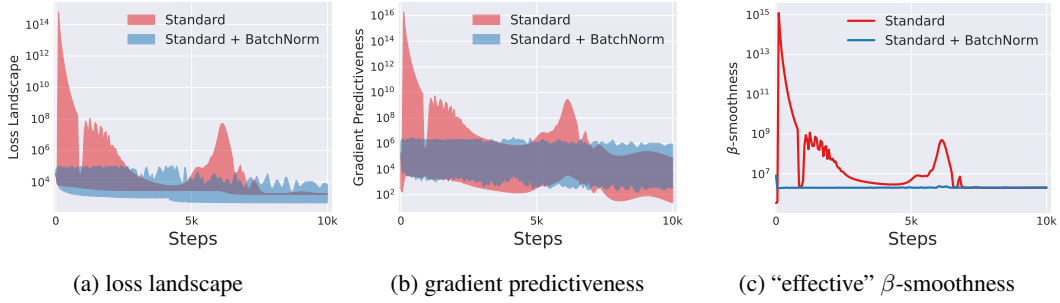 Loss Landscape
10^14
10^12
10^10
10^8
10^6
10^4
Standard
Standard + BatchNorm
0
5k
10k
Steps
(a) loss landscape
Gradient Predictiveness
10^16
10^14
10^12
10^10
10^8
10^6
10^4
10^2
Standard
Standard + BatchNorm
0
5k
10k
Steps
(b) gradient predictiveness
β-smoothness
10^15
10^13
10^11
10^9
10^7
Standard
Standard + BatchNorm
0
5k
10k
Steps
(c) “effective” β-smoothness